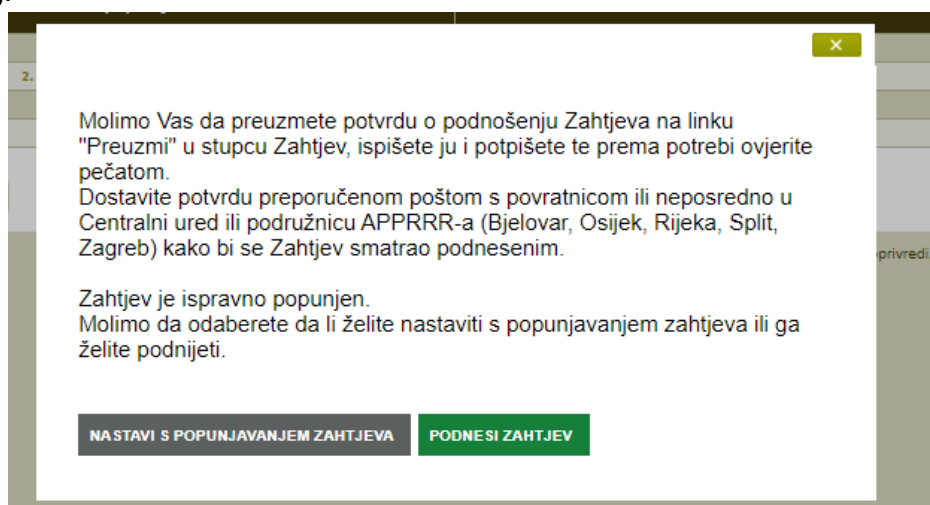 ×
2.
Molimo Vas da preuzmete potvrdu o podnošenju Zahtjeva na linku
"Preuzmi" u stupcu Zahtjev, ispišete ju i potpišete te prema potrebi ovjerite
pečatom.
Dostavite potvrdu preporučenom poštom s povratnicom ili neposredno u
Centralni ured ili podružnicu APPRRR-a (Bjelovar, Osijek, Rijeka, Split,
Zagreb) kako bi se Zahtjev smatrao podnesenim.
privredi.
Zahtjev je ispravno popunjen.
Molimo da odaberete da li želite nastaviti s popunjavanjem zahtjeva ili ga
želite podnijeti.
NASTAVI S POPUNJAVANJEM ZAHTJEVA
PODNESI ZAHTJEV